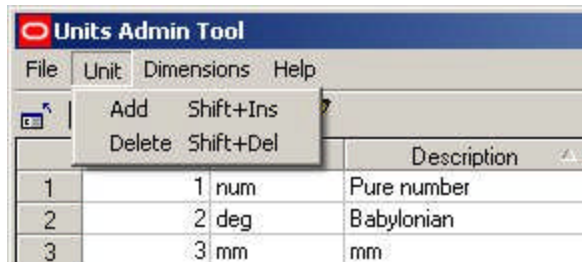 Units Admin Tool
File Unit Dimensions Help
Add Shift+Ins
Delete Shift+Del
Description
1 1 num Pure number
2 2 deg Babylonian
3 3 mm mm